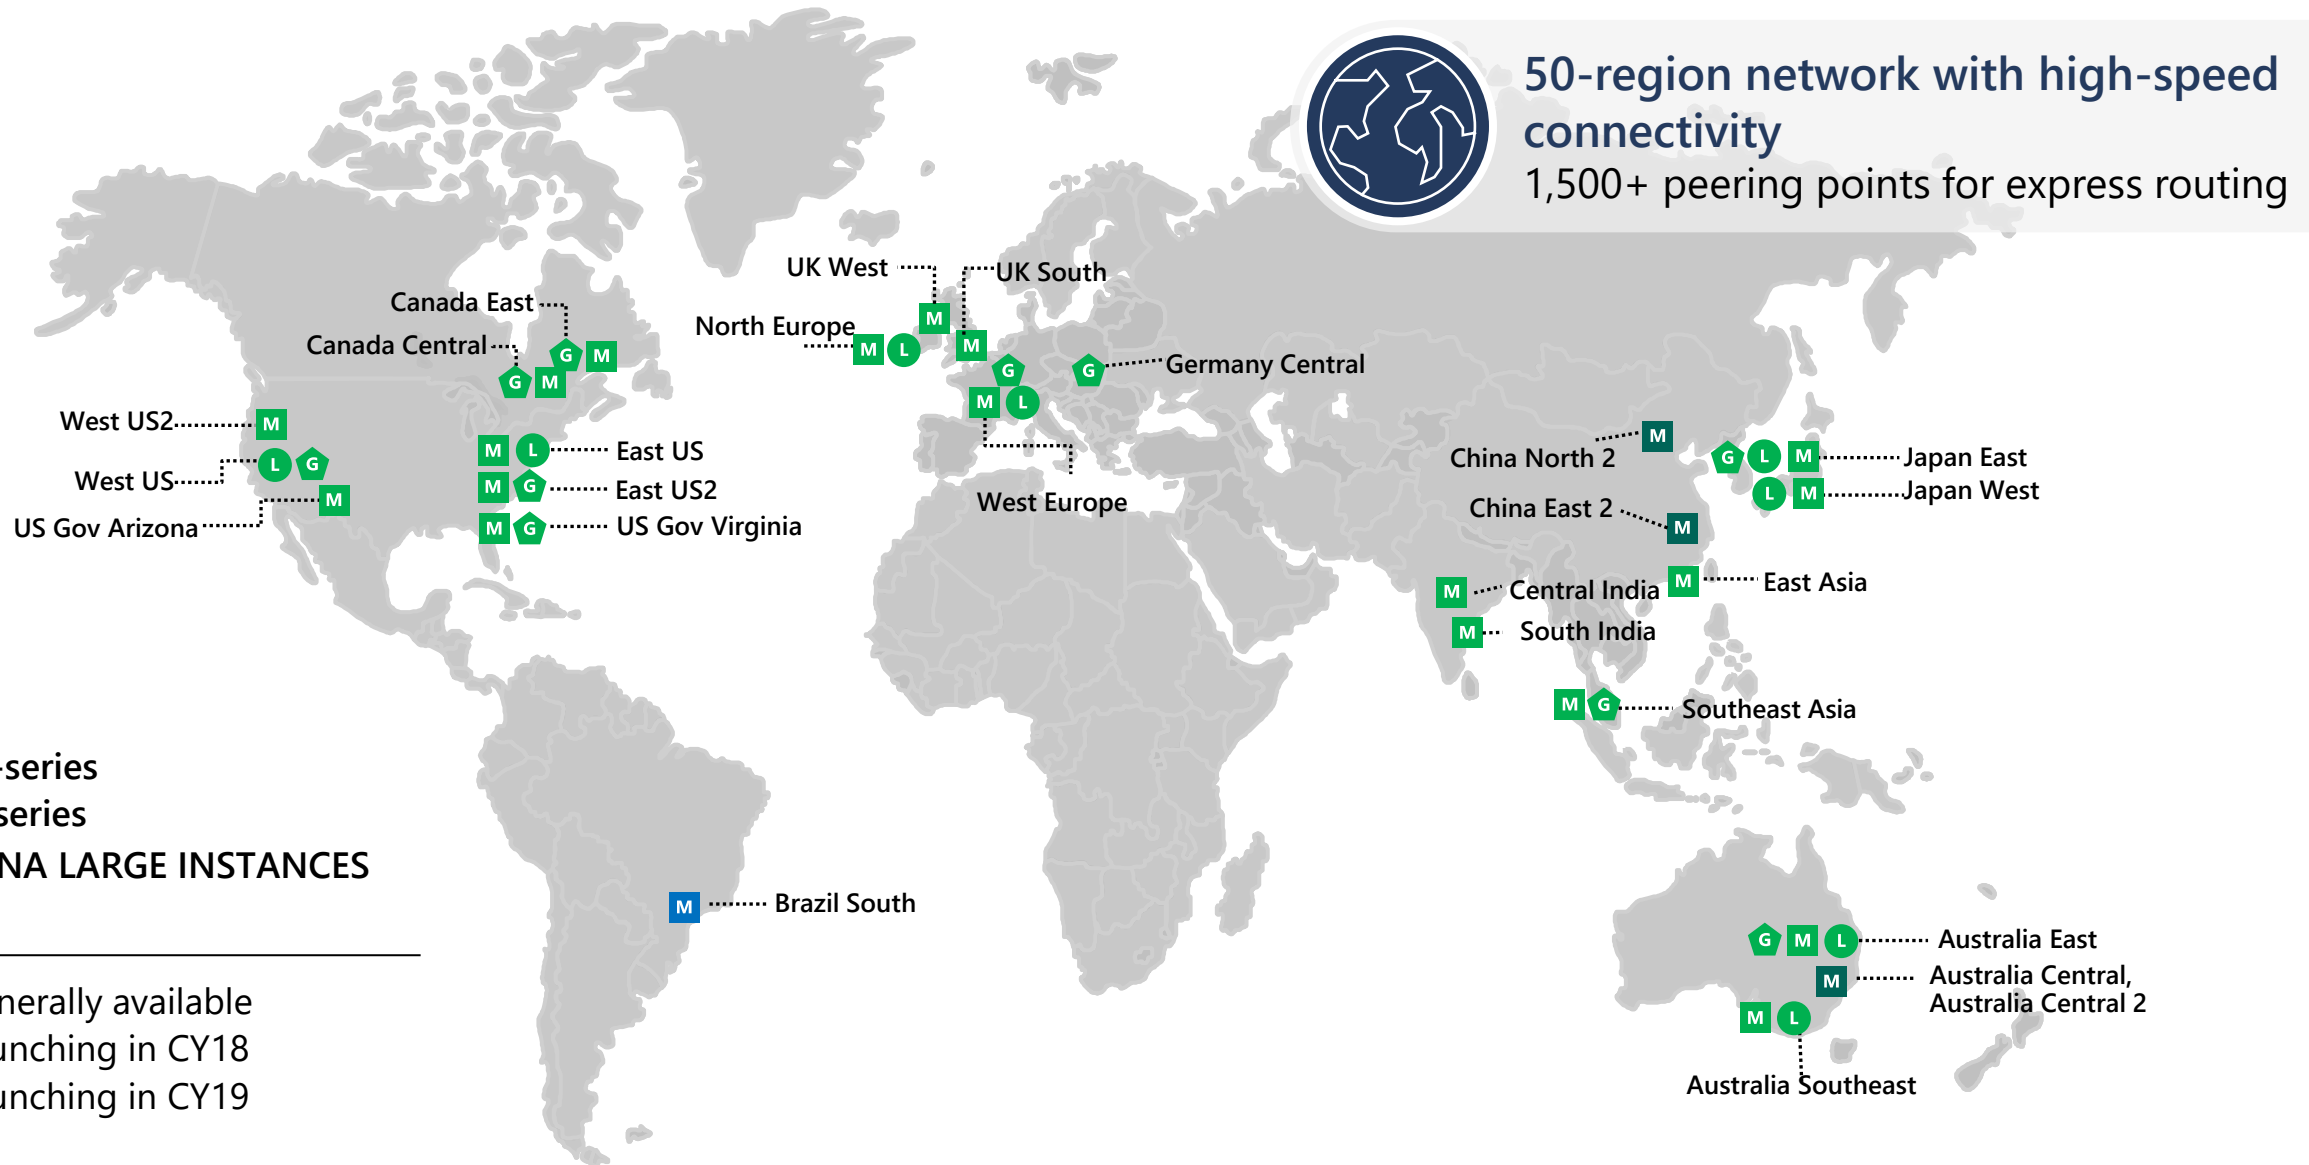 50-region network with high-speed
connectivity
1,500+ peering points for express routing
UK West
UK South
Canada East
M
North Europe
Canada Central
M L
M
G M
G
G
Germany Central
G M
M L
West US2
M
M
China North 2
M L
East US
G L M
Japan East
West US
L G
M G
East US2
L M
Japan West
US Gov Arizona
M
West Europe
China East 2
M
M G
US Gov Virginia
M
East Asia
M
Central India
M
South India
M G
Southeast Asia
-series
series
NA LARGE INSTANCES
M
Brazil South
G M L
Australia East
M
Australia Central,
Australia Central 2
nerally available
M L
unching in CY18
Australia Southeast
unching in CY19